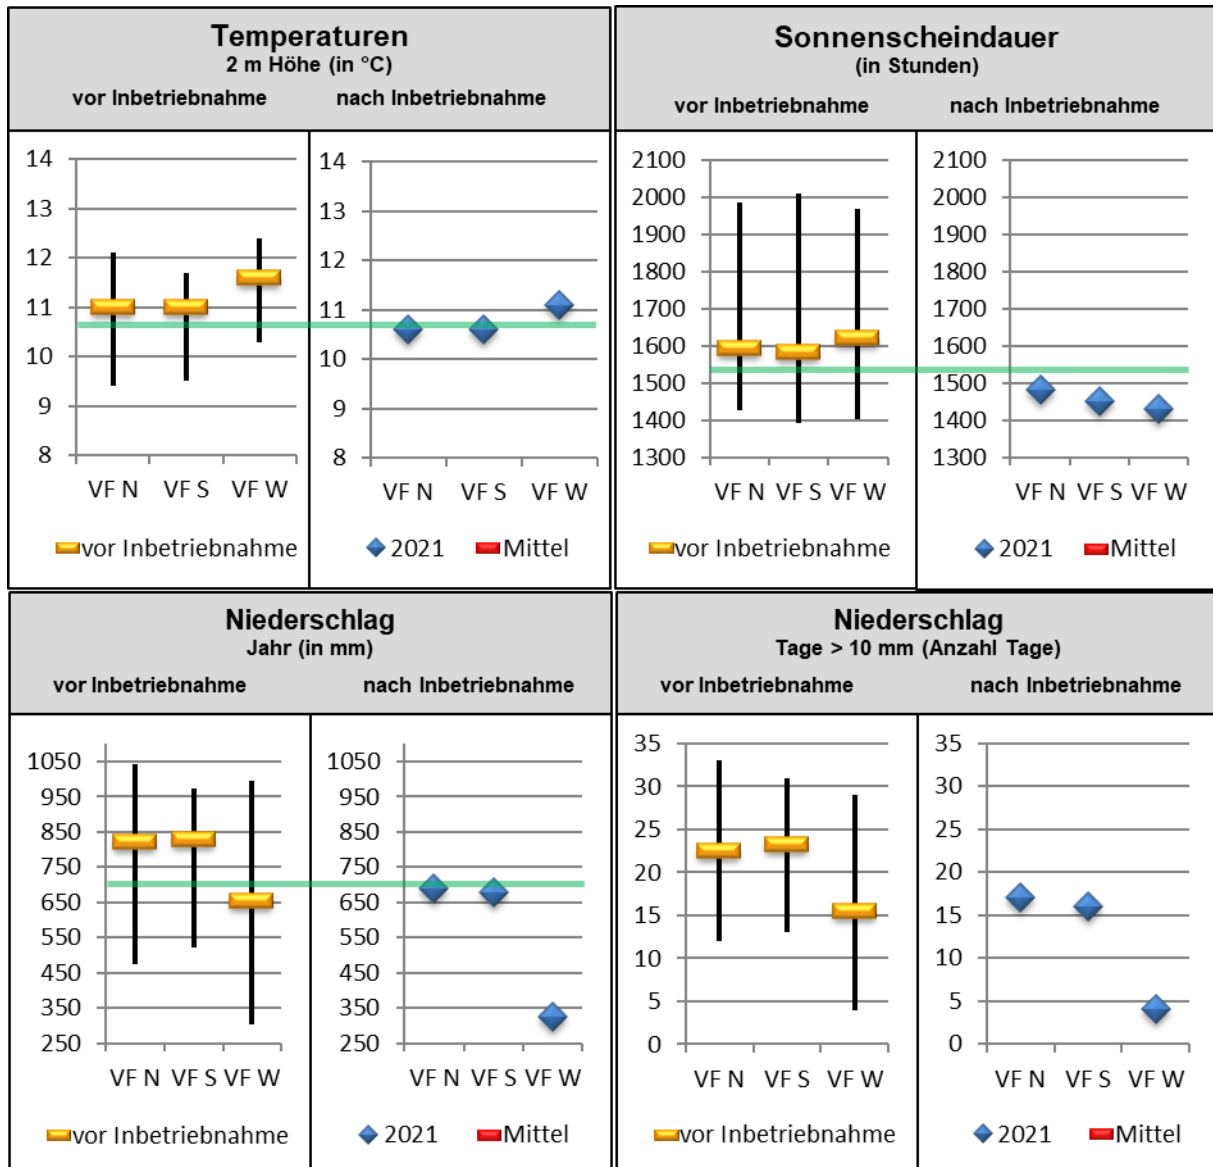 Temperaturen
2 m Höhe (in °C)
vor Inbetriebnahme nach Inbetriebnahme
14
13
12
11
10
9
8
VF N VF S VF W
vor Inbetriebnahme
14
13
12
11
10
9
8
VF N VF S VF W
2021 Mittel
Sonnenscheindauer
(in Stunden)
vor Inbetriebnahme nach Inbetriebnahme
2100
2000
1900
1800
1700
1600
1500
1400
1300
VF N VF S VF W
vor Inbetriebnahme
2100
2000
1900
1800
1700
1600
1500
1400
1300
VF N VF S VF W
2021 Mittel
Niederschlag
Jahr (in mm)
vor Inbetriebnahme nach Inbetriebnahme
1050
950
850
750
650
550
450
350
250
VF N VF S VF W
vor Inbetriebnahme
1050
950
850
750
650
550
450
350
250
VF N VF S VF W
2021 Mittel
Niederschlag
Tage > 10 mm (Anzahl Tage)
vor Inbetriebnahme nach Inbetriebnahme
35
30
25
20
15
10
5
0
VF N VF S VF W
vor Inbetriebnahme
35
30
25
20
15
10
5
0
VF N VF S VF W
2021 Mittel